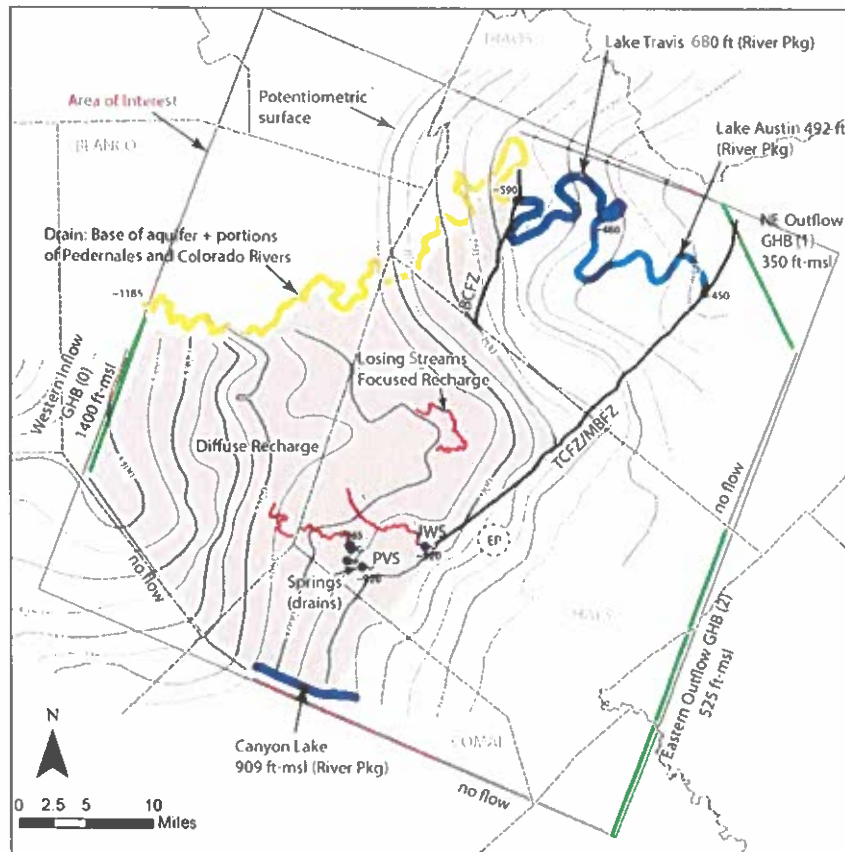 TRAVIS
Lake Travis 680 ft (River Pkg)
Area of Interest
Potentiometric
surface
Lake Austin 492 ft
(River Pkg)
BLANCO
~590
~480
NE Outflow
GHB (1)
350 ft-msl
Drain: Base of aquifer + portions
of Pedernales and Colorado Rivers
~1185
450
BCFZ
Western Inflow
GHB (0)
1400 ft-msl
Losing Streams
Focused Recharge
Diffuse Recharge
TCFZ/MBFZ
no flow
JWS
EP
PVS
Springs
(drains)
no flow
HAYS
Eastern Outflow GHB (2)
525 ft-msl
Canyon Lake
909 ft-msl (River Pkg)
COMAL
no flow
N
0 2.5 5 10
Miles